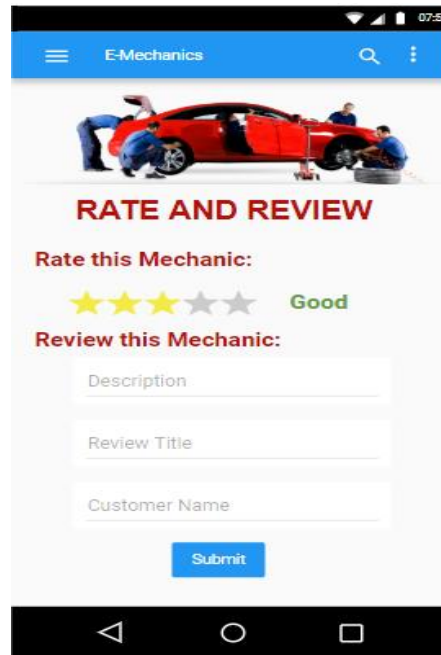 07:5
E-Mechanics
RATE AND REVIEW
Rate this Mechanic:
Good
Review this Mechanic:
Description
Review Title
Customer Name
Submit